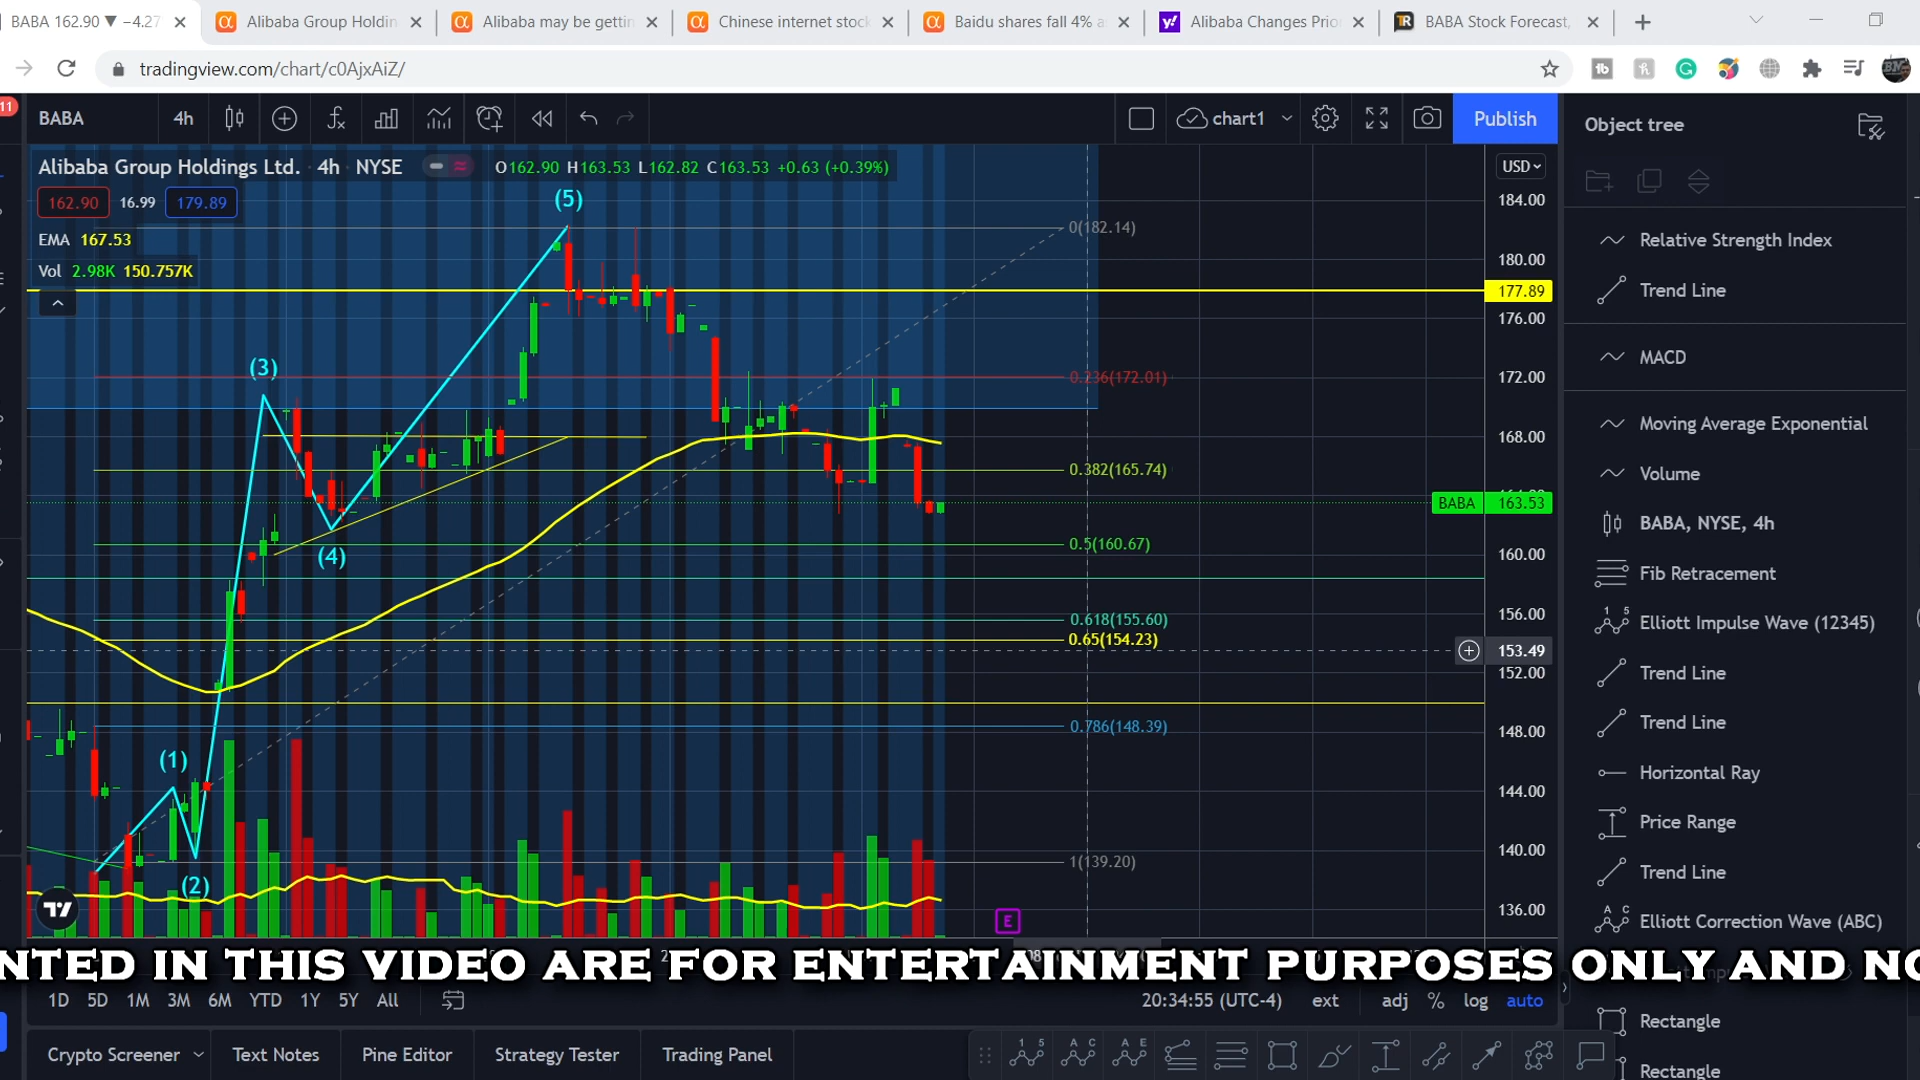 BABA 162.90 ▼ −4.27
Alibaba Group Holdin
Alibaba may be gettin
Chinese internet stock
Baidu shares fall 4% a
Alibaba Changes Prior
BABA Stock Forecast,
tradingview.com/chart/c0AjxAiZ/
11
BABA
4h
chart1
Publish
Object tree
Alibaba Group Holdings Ltd. 4h NYSE
O162.90 H163.53 L162.82 C163.53 +0.63 (+0.39%)
USD
162.90 16.99 179.89
EMA 167.53
Vol 2.98K 150.757K
(5)
(3)
(4)
(1)
(2)
0(182.14)
0.236(172.01)
0.382(165.74)
0.5(160.67)
0.618(155.60)
0.65(154.23)
0.786(148.39)
1(139.20)
E
184.00
180.00
177.89
176.00
172.00
168.00
BABA 163.53
160.00
156.00
153.49
152.00
148.00
144.00
140.00
136.00
Relative Strength Index
Trend Line
MACD
Moving Average Exponential
Volume
BABA, NYSE, 4h
Fib Retracement
Elliott Impulse Wave (12345)
Trend Line
Trend Line
Horizontal Ray
Price Range
Trend Line
Elliott Correction Wave (ABC)
Rectangle
Rectangle
NTED IN THIS VIDEO ARE FOR ENTERTAINMENT PURPOSES ONLY AND NO
1D 5D 1M 3M 6M YTD 1Y 5Y All
20:34:55 (UTC-4) ext adj % log auto
Crypto Screener
Text Notes
Pine Editor
Strategy Tester
Trading Panel